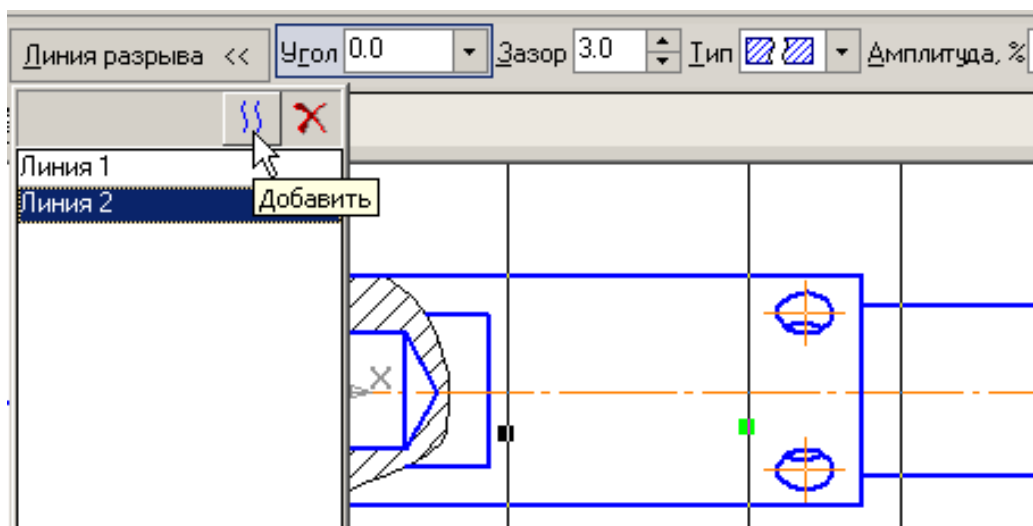 Линия разрыва << Угол 0.0 Зазор 3.0 Тип Амплитуда, %
Линия 1
Линия 2
Добавить
X